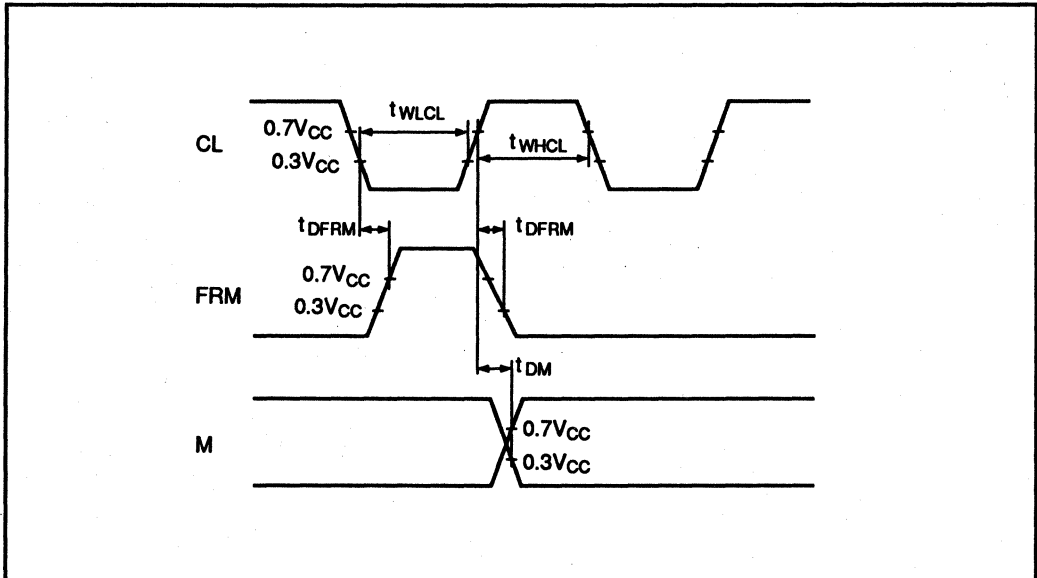 CL
0.7VCC
0.3VCC
tWLCL
tWHCL
tDFRM
tDFRM
FRM
0.7VCC
0.3VCC
tDM
M
0.7VCC
0.3VCC